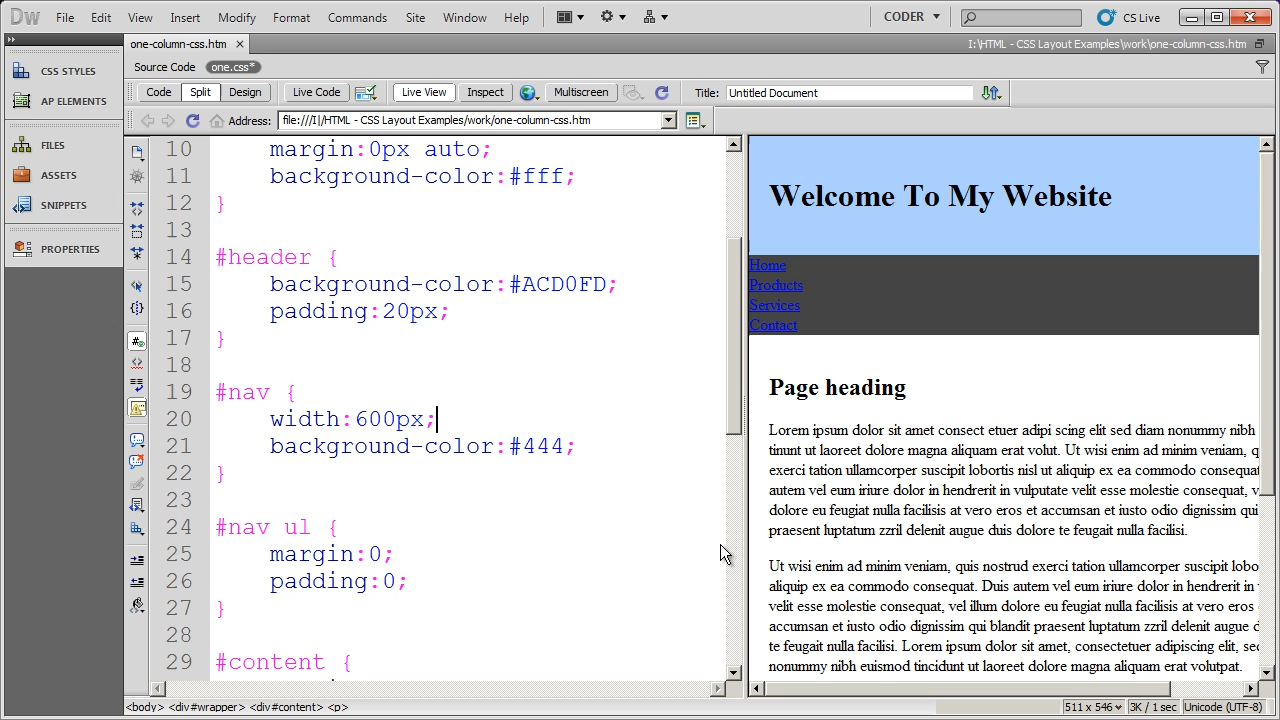 Dw File Edit View Insert Modify Format Commands Site Window Help CODER CS Live
one-column-css.htm I:\HTML - CSS Layout Examples\work\one-column-css.htm
Source Code one.css*
Code Split Design Live Code Live View Inspect Multiscreen Title: Untitled Document
Address: file:///I|/HTML - CSS Layout Examples/work/one-column-css.htm
CSS STYLES
AP ELEMENTS
FILES
ASSETS
SNIPPETS
PROPERTIES
10 margin:0px auto;
11 background-color:#fff;
12 }
13
14 #header {
15 background-color:#ACD0FD;
16 padding:20px;
17 }
18
19 #nav {
20 width:600px;
21 background-color:#444;
22 }
23
24 #nav ul {
25 margin:0;
26 padding:0;
27 }
28
29 #content {
Welcome To My Website
Home
Products
Services
Contact
Page heading
Lorem ipsum dolor sit amet consect etuer adipi scing elit sed diam nonummy nibh
tinunt ut laoreet dolore magna aliquam erat volut. Ut wisi enim ad minim veniam, q
exerci tation ullamcorper suscipit lobortis nisl ut aliquip ex ea commodo consequat
autem vel eum iriure dolor in hendrerit in vulputate velit esse molestie consequat, v
dolore eu feugiat nulla facilisis at vero eros et accumsan et iusto odio dignissim qui
praesent luptatum zzril delenit augue duis dolore te feugait nulla facilisi.
Ut wisi enim ad minim veniam, quis nostrud exerci tation ullamcorper suscipit lobo
aliquip ex ea commodo consequat. Duis autem vel eum iriure dolor in hendrerit in
velit esse molestie consequat, vel illum dolore eu feugiat nulla facilisis at vero eros
accumsan et iusto odio dignissim qui blandit praesent luptatum zzril delenit augue d
te feugait nulla facilisi. Lorem ipsum dolor sit amet, consectetuer adipiscing elit, sec
nonummy nibh euismod tincidunt ut laoreet dolore magna aliquam erat volutpat.
<body> <div#wrapper> <div#content> <p> 511 x 546 3K / 1 sec Unicode (UTF-8)